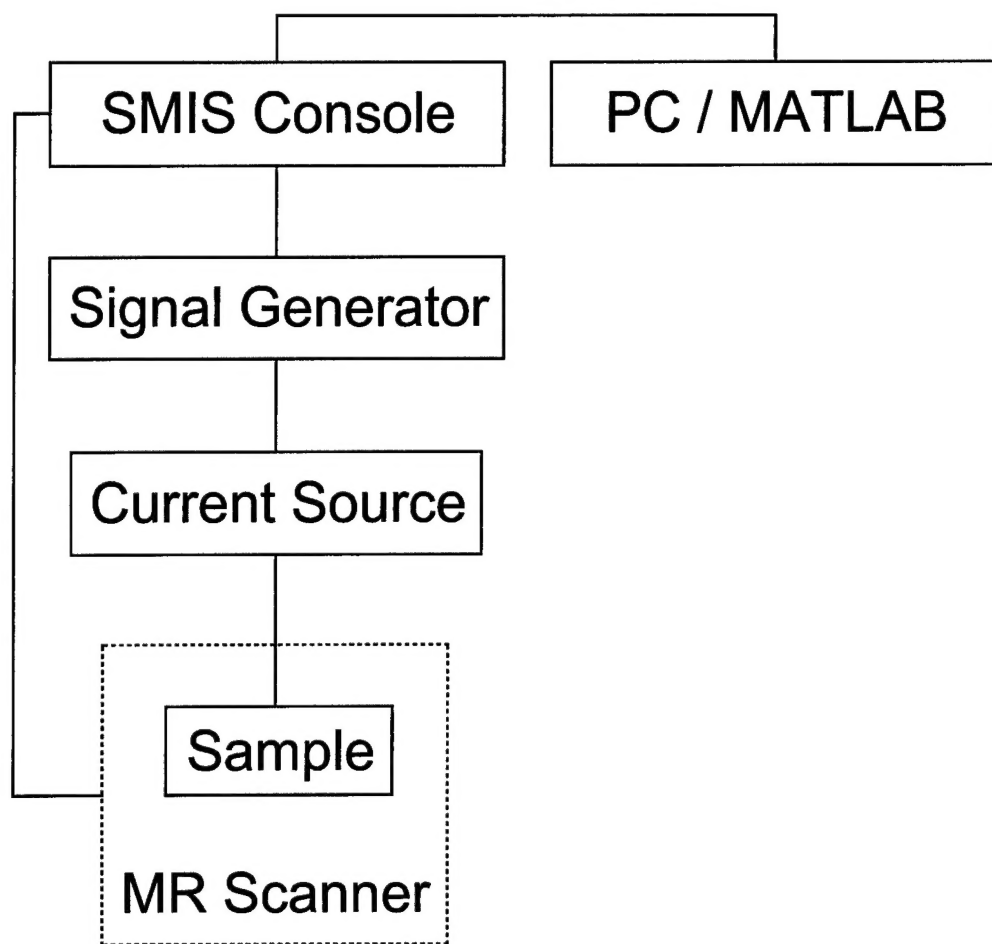 SMIS Console
PC / MATLAB
Signal Generator
Current Source
Sample
MR Scanner